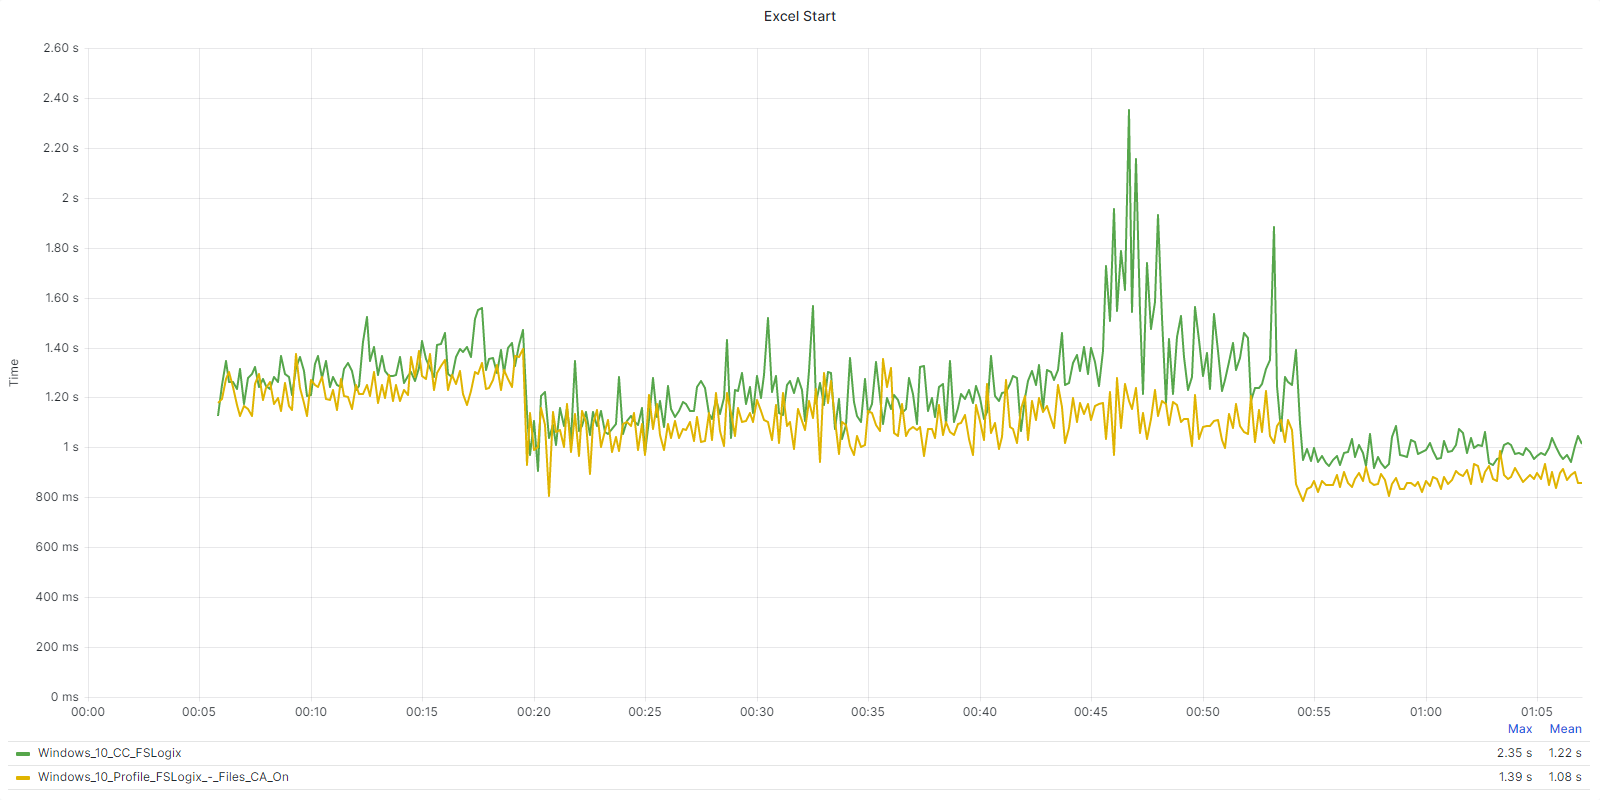 Excel Start
2.60 s
2.40 s
2.20 s
2 s
1.80 s
1.60 s
1.40 s
1.20 s
1 s
800 ms
600 ms
400 ms
200 ms
0 ms
Time
00:00 00:05 00:10 00:15 00:20 00:25 00:30 00:35 00:40 00:45 00:50 00:55 01:00 01:05
Max Mean
Windows_10_CC_FSLogix 2.35 s 1.22 s
Windows_10_Profile_FSLogix_-_Files_CA_On 1.39 s 1.08 s